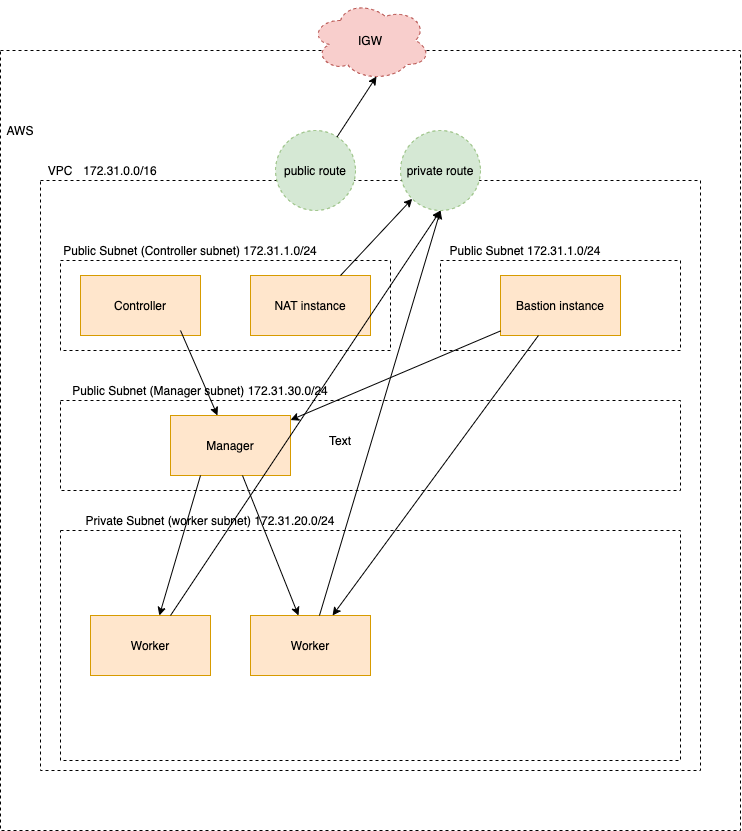 IGW
AWS
public route
private route
VPC 172.31.0.0/16
Public Subnet (Controller subnet) 172.31.1.0/24
Public Subnet 172.31.1.0/24
Controller
NAT instance
Bastion instance
Public Subnet (Manager subnet) 172.31.30.0/24
Manager
Text
Private Subnet (worker subnet) 172.31.20.0/24
Worker
Worker